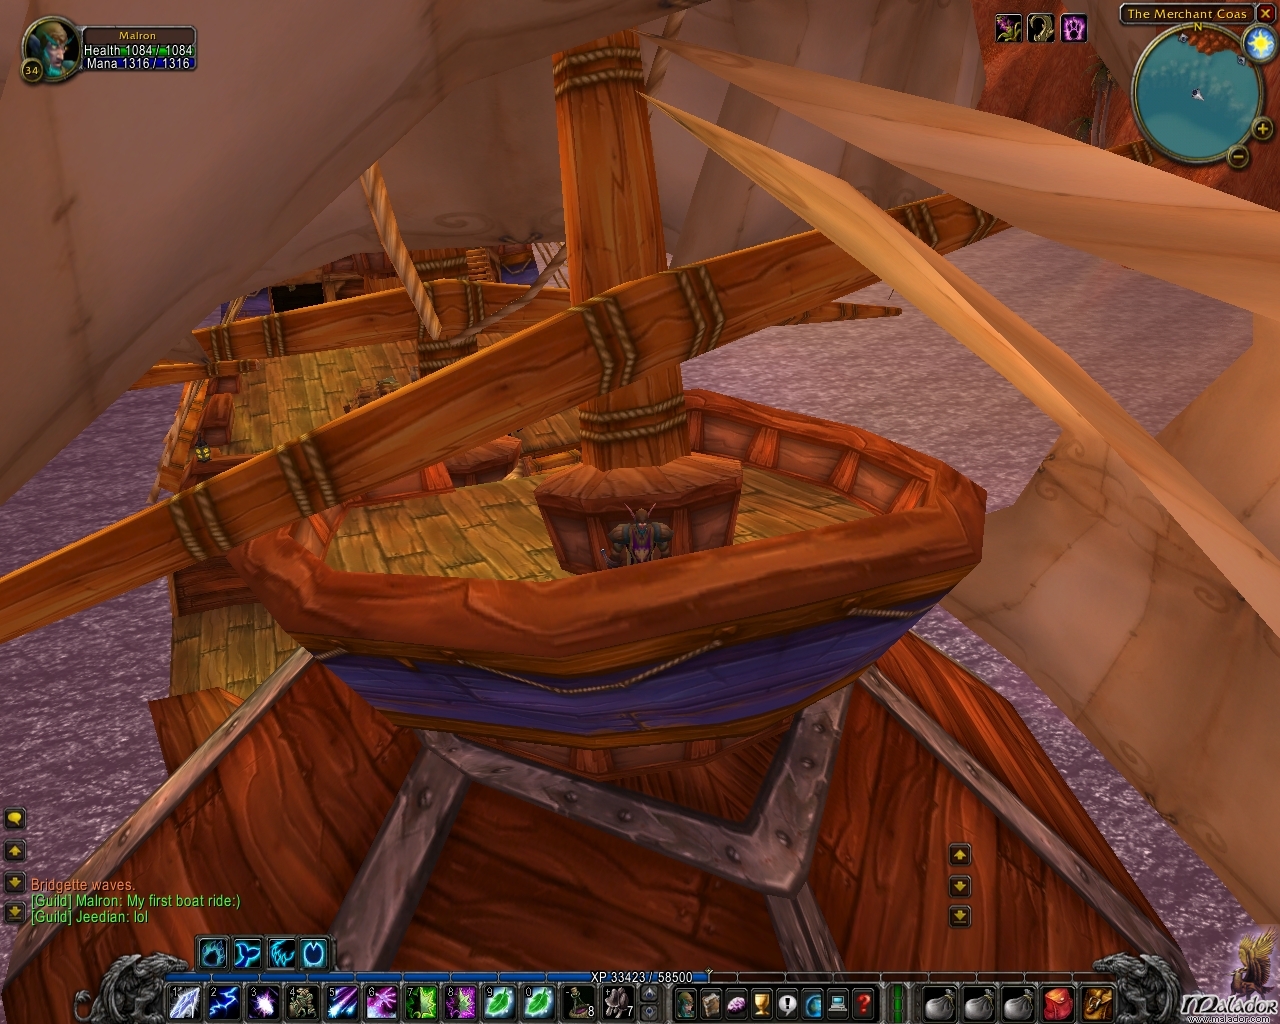 Malron
Health 1084 / 1084
Mana 1316 / 1316
34
The Merchant Coas
N
Bridgette waves.
[Guild] Malron: My first boat ride:)
[Guild] Jeedian: lol
XP 33423 / 58500
1 2 3 4 5 6 7 8 9 0
8 7
Malador
www.malador.com